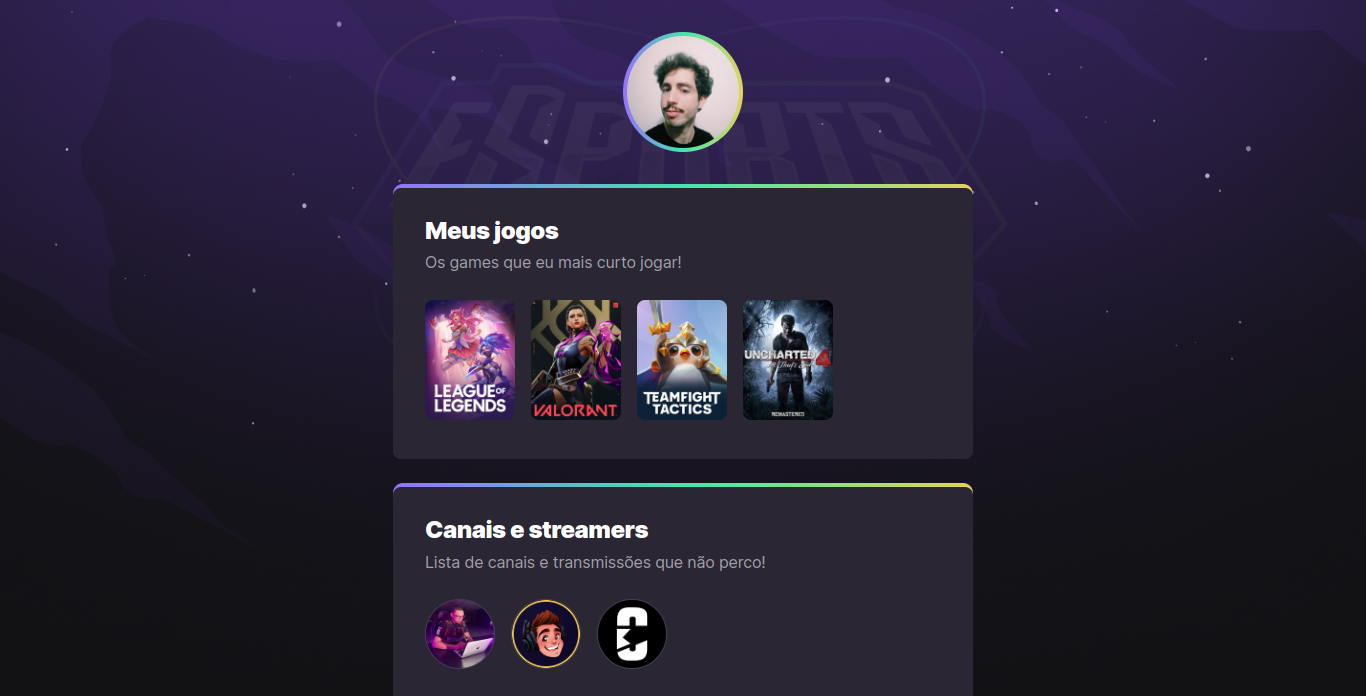 ESPORTS
Meus jogos
Os games que eu mais curto jogar!
LEAGUE OF
LEGENDS
VALORANT
TEAMFIGHT
TACTICS
UNCHARTED 4
A Thief's End
REMASTERED
Canais e streamers
Lista de canais e transmissões que não perco!